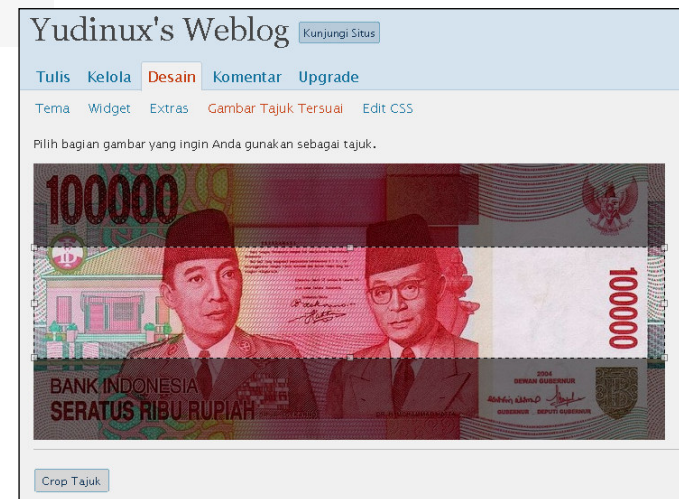 Yudinux's Weblog Kunjungi Situs
Tulis Kelola Desain Komentar Upgrade
Tema Widget Extras Gambar Tajuk Tersuai Edit CSS
Pilih bagian gambar yang ingin Anda gunakan sebagai tajuk.
100000
100000
2004
DEWAN GUBERNUR
GUBERNUR DEPUTI GUBERNUR
BANK INDONESIA
SERATUS RIBU RUPIAH
Crop Tajuk